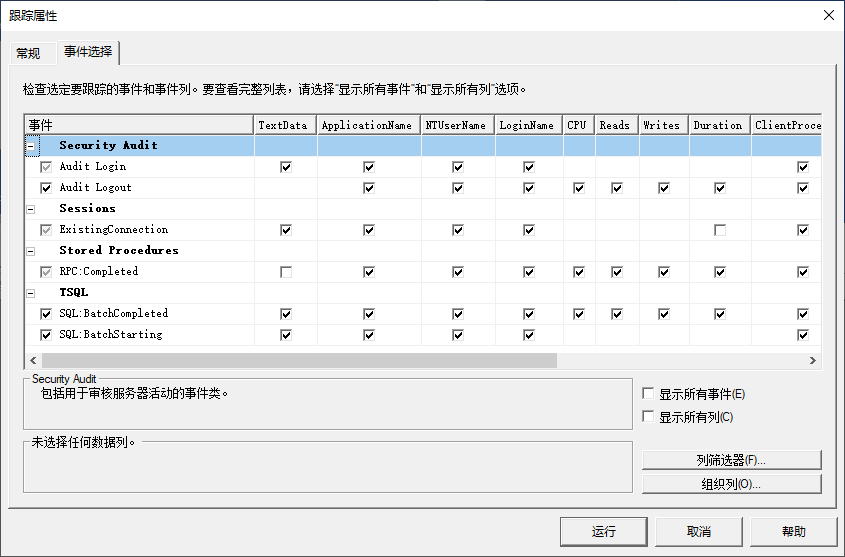 跟踪属性
常规
事件选择
检查选定要跟踪的事件和事件列。要查看完整列表，请选择"显示所有事件"和"显示所有列"选项。
事件 TextData ApplicationName NTUserName LoginName CPU Reads Writes Duration ClientProce
Security Audit
Audit Login
Audit Logout
Sessions
ExistingConnection
Stored Procedures
RPC:Completed
TSQL
SQL:BatchCompleted
SQL:BatchStarting
Security Audit
包括用于审核服务器活动的事件类。
显示所有事件(E)
显示所有列(C)
未选择任何数据列。
列筛选器(F)...
组织列(O)...
运行
取消
帮助